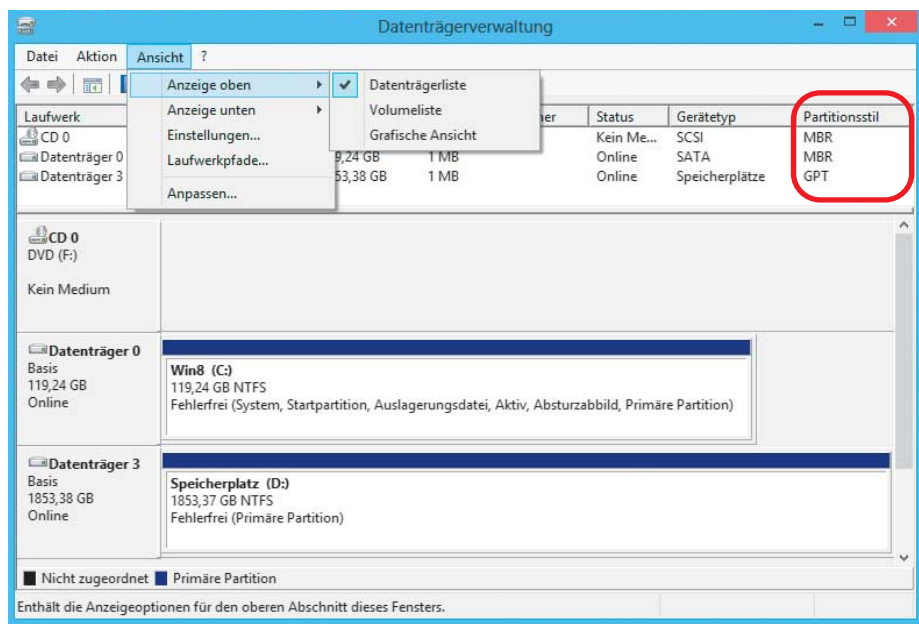 Datenträgerverwaltung
Datei Aktion Ansicht ?
Anzeige oben
Anzeige unten
Einstellungen...
Laufwerkpfade...
Anpassen...
Datenträgerliste
Volumeliste
Grafische Ansicht
Laufwerk Status Gerätetyp Partitionsstil
CD 0 Kein Me... SCSI MBR
Datenträger 0 9,24 GB 1 MB Online SATA MBR
Datenträger 3 53,38 GB 1 MB Online Speicherplätze GPT
CD 0
DVD (F:)
Kein Medium
Datenträger 0
Basis
119,24 GB
Online
Win8 (C:)
119,24 GB NTFS
Fehlerfrei (System, Startpartition, Auslagerungsdatei, Aktiv, Absturzabbild, Primäre Partition)
Datenträger 3
Basis
1853,38 GB
Online
Speicherplatz (D:)
1853,37 GB NTFS
Fehlerfrei (Primäre Partition)
Nicht zugeordnet Primäre Partition
Enthält die Anzeigeoptionen für den oberen Abschnitt dieses Fensters.